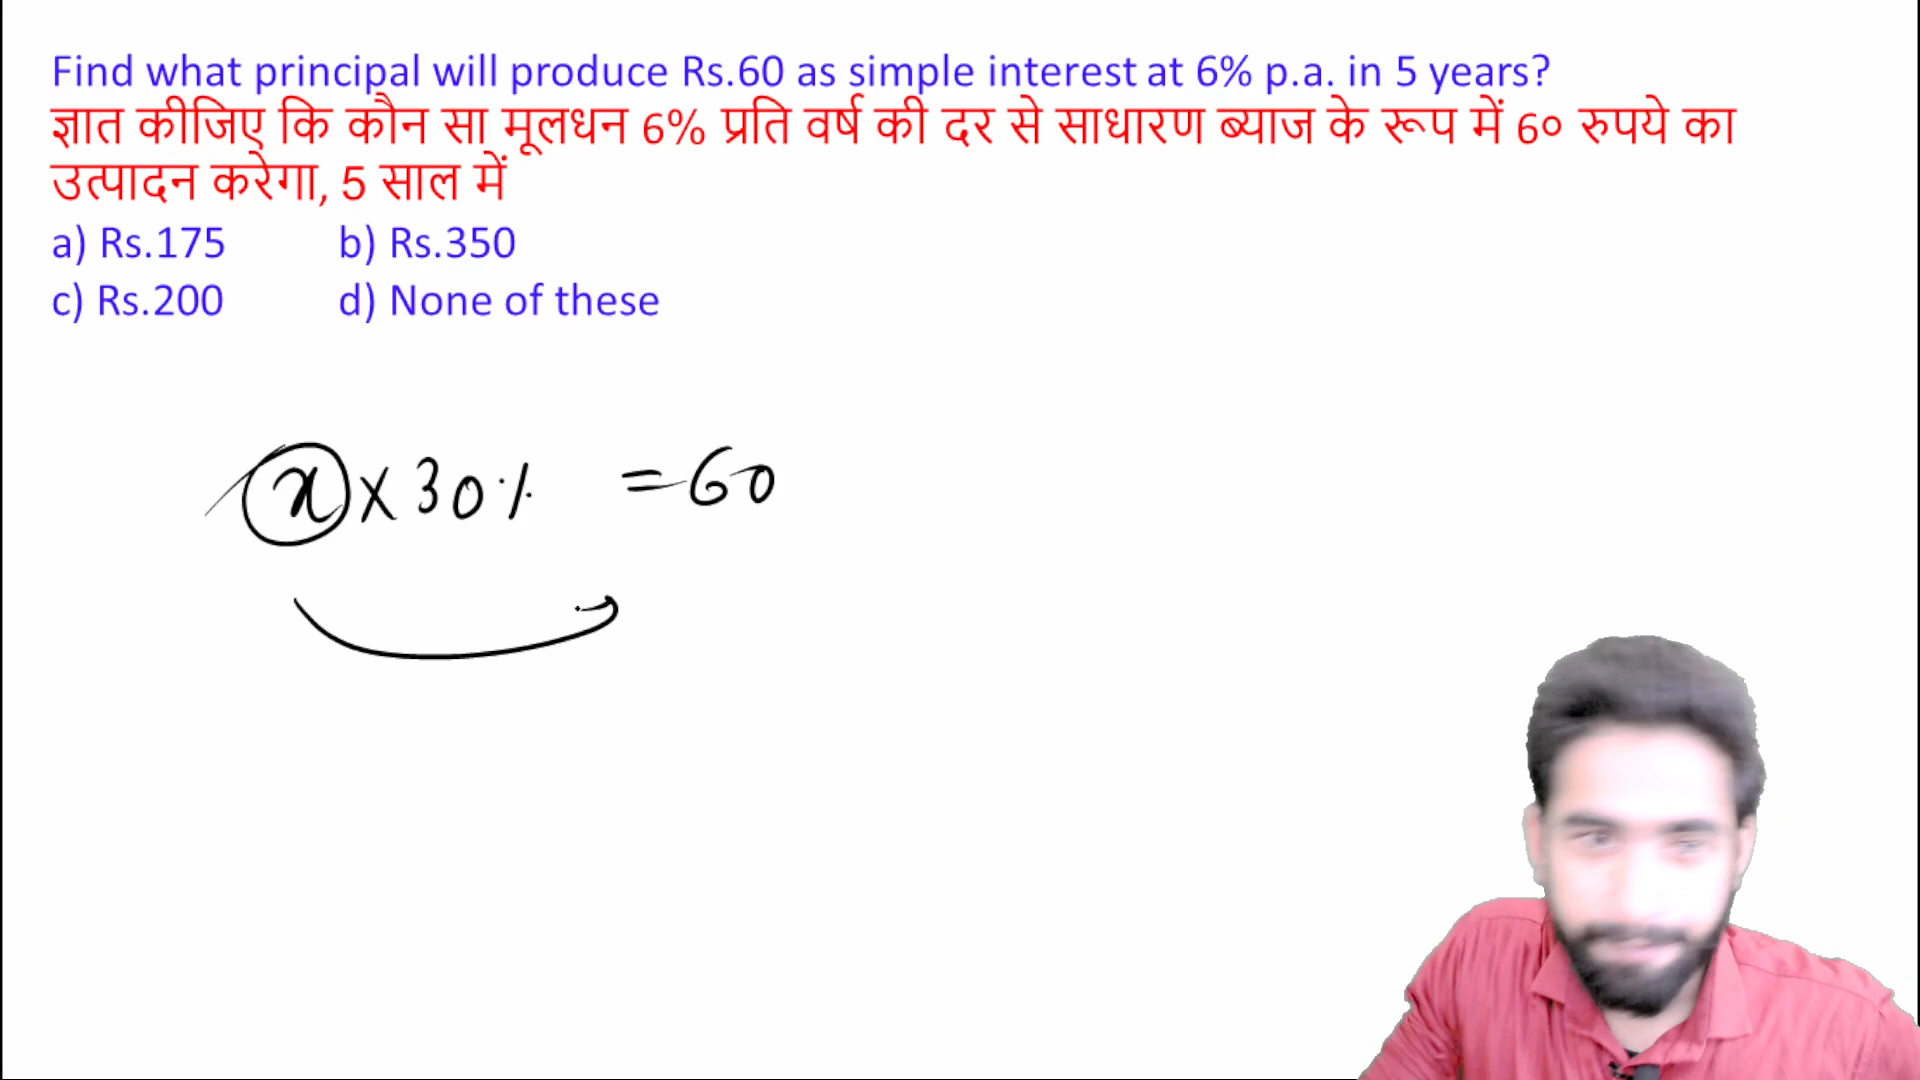 Find what principal will produce Rs.60 as simple interest at 6% p.a. in 5 years?
ज्ञात कीजिए कि कौन सा मूलधन 6% प्रति वर्ष की दर से साधारण ब्याज के रूप में 6० रुपये का
उत्पादन करेगा, 5 साल में
a) Rs.175 b) Rs.350
c) Rs.200 d) None of these
x × 30% = 60